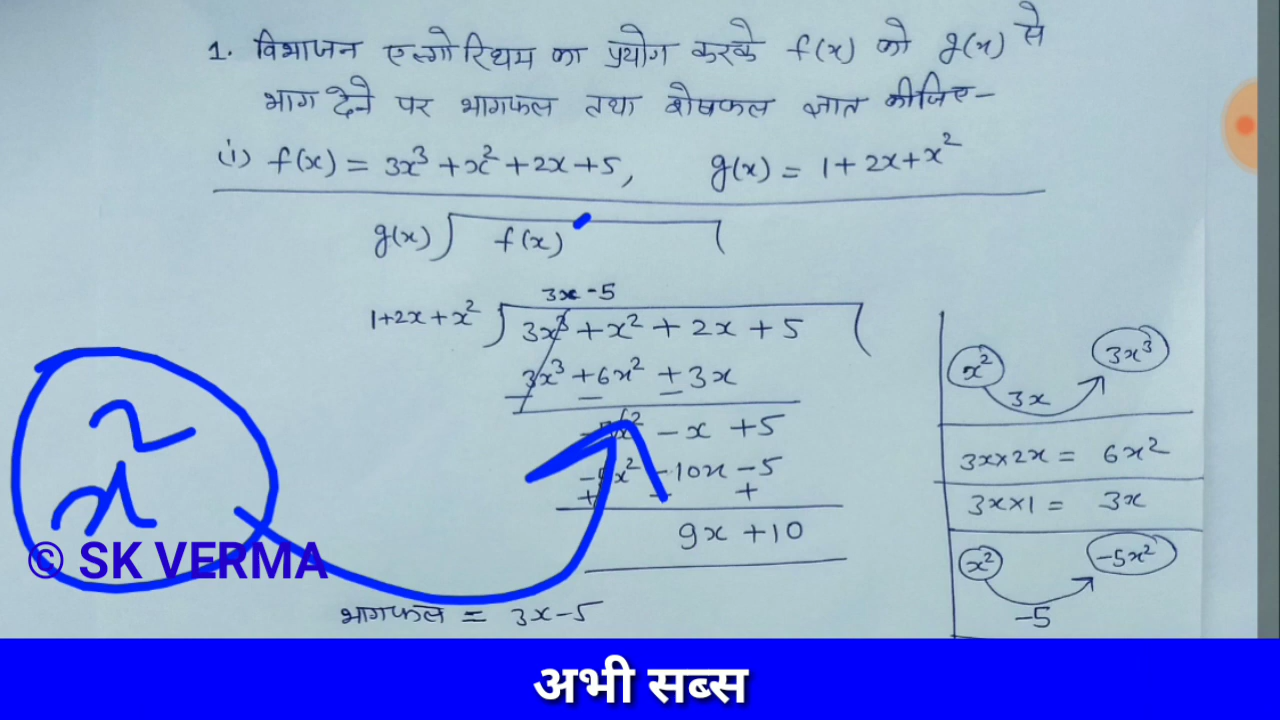 1. विभाजन एल्गोरिथम का प्रयोग करके f(x) को g(x) से
भाग देने पर भागफल तथा शेषफल ज्ञात कीजिए-
(i) f(x) = 3x³ + x² + 2x + 5, g(x) = 1 + 2x + x²
g(x) ) f(x) (
3x - 5
1+2x+x² ) 3x³ + x² + 2x + 5 (
3x³ + 6x² + 3x
- - -
-5x² - x + 5
-5x² - 10x - 5
+ - +
9x + 10
भागफल = 3x-5
x² 3x³
3x
3x×2x = 6x²
3x×1 = 3x
x² -5x²
-5
x²
© SK VERMA
अभी सब्स